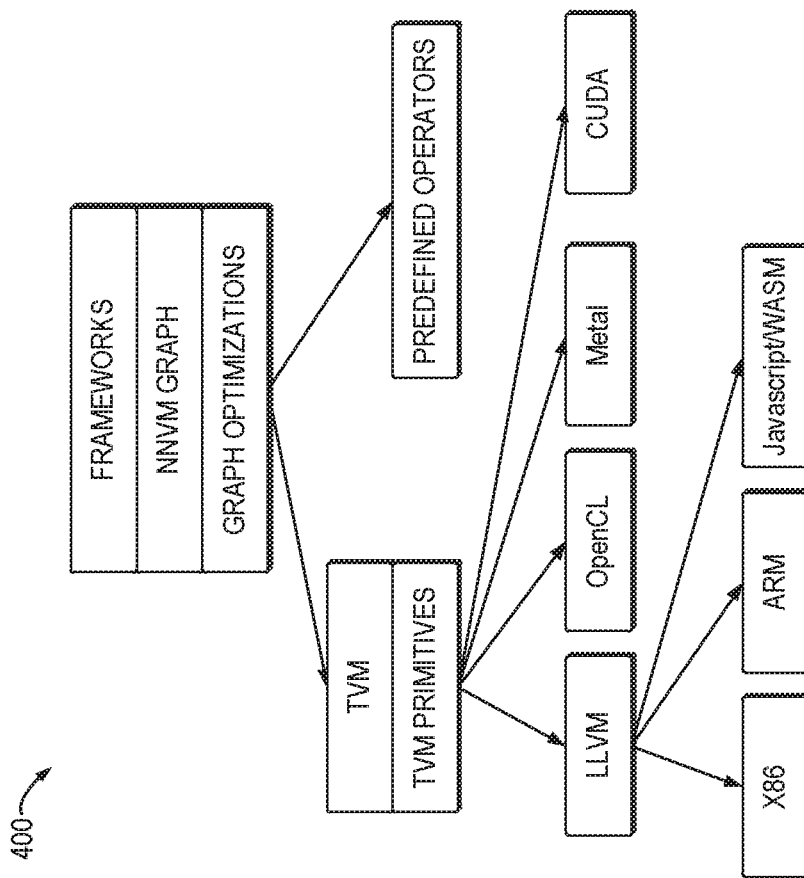 400
FRAMEWORKS
NNVM GRAPH
GRAPH OPTIMIZATIONS
TVM
TVM PRIMITIVES
PREDEFINED OPERATORS
LLVM
OpenCL
Metal
CUDA
X86
ARM
Javascript/WASM